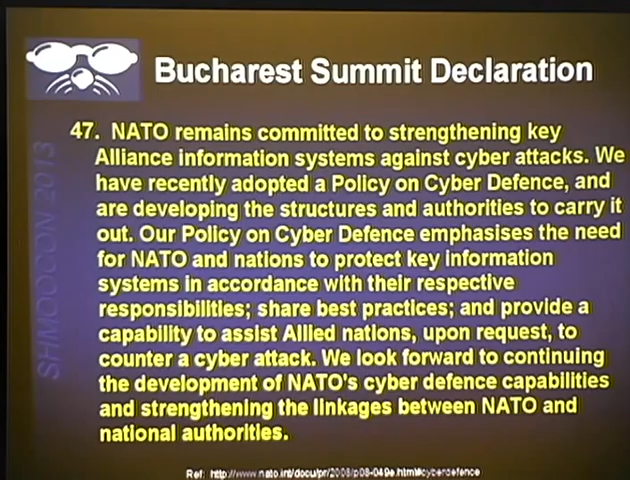 Bucharest Summit Declaration
47. NATO remains committed to strengthening key
Alliance information systems against cyber attacks. We
have recently adopted a Policy on Cyber Defence, and
are developing the structures and authorities to carry it
out. Our Policy on Cyber Defence emphasises the need
for NATO and nations to protect key information
systems in accordance with their respective
responsibilities; share best practices; and provide a
capability to assist Allied nations, upon request, to
counter a cyber attack. We look forward to continuing
the development of NATO's cyber defence capabilities
and strengthening the linkages between NATO and
national authorities.
SHMOOCON 2013
Ref: http://www.nato.int/docu/pr/2008/p08-049e.html#cyberdefence